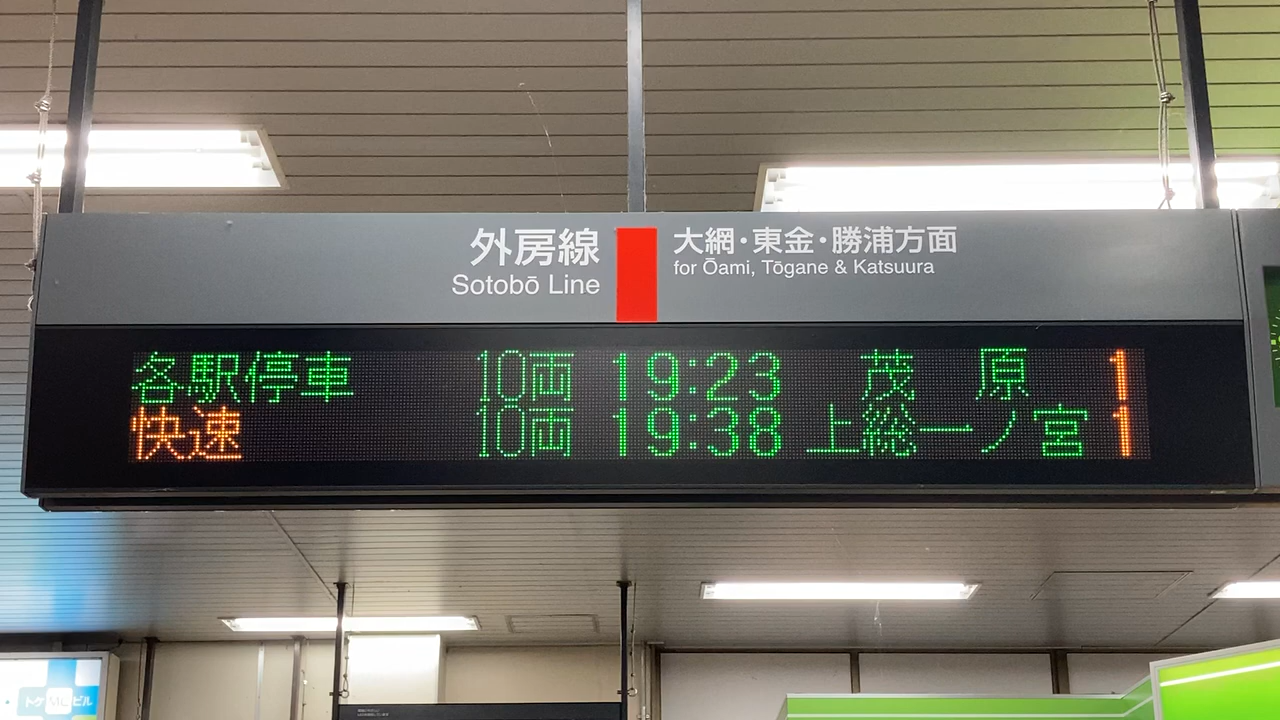 外房線
Sotobō Line
大網・東金・勝浦方面
for Ōami, Tōgane & Katsuura
各駅停車 10両 19:23 茂原 1
快速 10両 19:38 上総一ノ宮 1